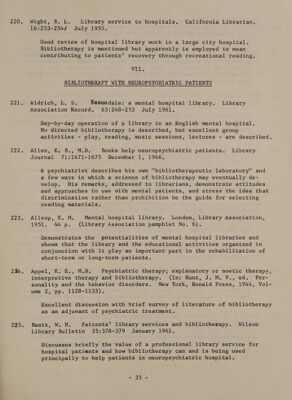 220. Wight, B. L. Library service to hospitals. California Librarian.
16:253-254/ July 1955.
Good review of hospital library work in a large city hospital.
Bibliotherapy is mentioned but apparently is employed to mean
contributing to patients' recovery through recreational reading.
VII.
BIBLIOTHERAPY WITH NEUROPSYCHIATRIC PATIENTS
221. Aldrich, L. S. Saxondale: a mental hospital library. Library
Association Record. 63:248-253 July 1961.
Day-by-day operation of a library in an English mental hospital.
No directed bibliotherapy is described, but excellent group
activities - play, reading, music sessions, lectures - are described.
222. Allen, E. B., M.D. Books help neuropsychiatric patients. Library
Journal 71:1671-1675 December 1, 1946.
A psychiatrist describes his own "bibliotherapeutic laboratory" and
a few ways in which a science of bibliotherapy may eventually de-
velop. His remarks, addressed to librarians, demonstrate attitudes
and approaches to use with mental patients, and stress the idea that
discrimination rather than prohibition be the guide for selecting
reading materials.
223. Allsop, K. M. Mental hospital library. London, Library Association,
1951. 44 p. (Library Association pamphlet No. 6).
Demonstrates the potentialities of mental hospital libraries and
shows that the library and the educational activities organized in
conjunction with it play an important part in the rehabilitation of
short-term or long-term patients.
224. Appel, K. E., M.D. Psychiatric therapy; explanatory or noetic therapy,
interpretive therapy and bibliotherapy. (In: Hunt, J. M. V., ed. Per-
sonality and the behavior disorders. New York, Ronald Press, 1944, Vol-
ume 2, pp. 1128-1133).
Excellent discussion with brief survey of literature of bibliotherapy
as an adjuvant of psychiatric treatment.
225. Baatz, W. H. Patients' library services and bibliotherapy. Wilson
Library Bulletin 35:378-379 January 1961.
Discusses briefly the value of a professional library service for
hospital patients and how bibliotherapy can and is being used
principally to help patients in neuropsychiatric hospital.
- 35 -